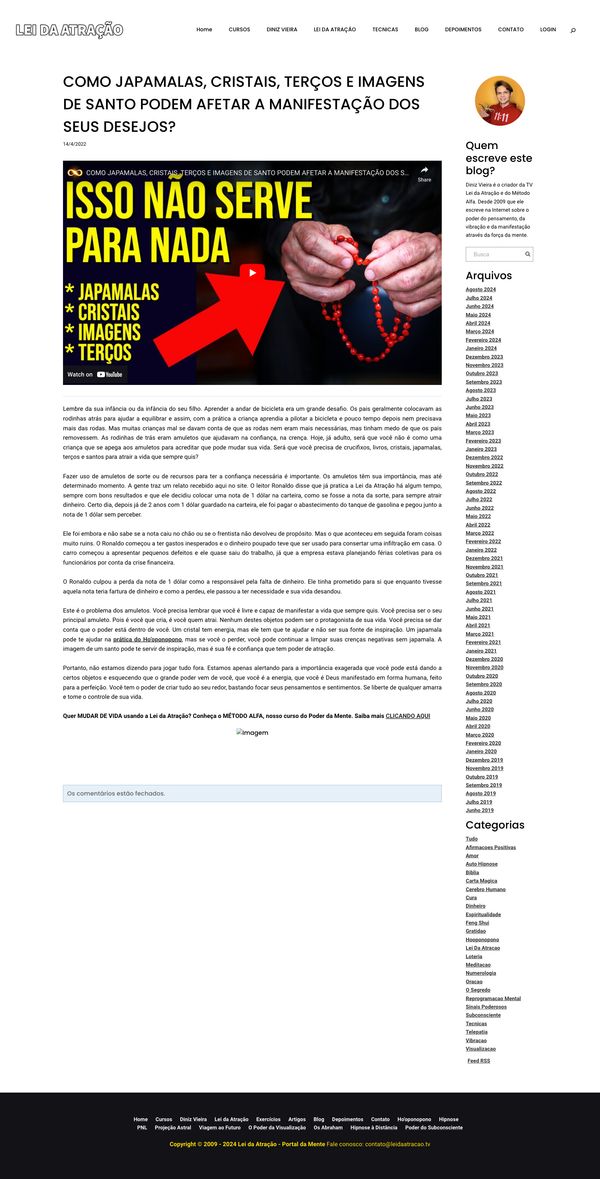 LEI DA ATRAÇÃO
Home CURSOS DINIZ VIEIRA LEI DA ATRAÇÃO TECNICAS BLOG DEPOIMENTOS CONTATO LOGIN
COMO JAPAMALAS, CRISTAIS, TERÇOS E IMAGENS
DE SANTO PODEM AFETAR A MANIFESTAÇÃO DOS
SEUS DESEJOS?
14/4/2022
COMO JAPAMALAS, CRISTAIS, TERÇOS E IMAGENS DE SANTO PODEM AFETAR A MANIFESTAÇÃO DOS S...
Share
ISSO NÃO SERVE
PARA NADA
* JAPAMALAS
* CRISTAIS
* IMAGENS
* TERÇOS
Watch on YouTube
Lembre da sua infância ou da infância do seu filho. Aprender a andar de bicicleta era um grande desafio. Os pais geralmente colocavam as
rodinhas atrás para ajudar a equilibrar e assim, com a prática a criança aprendia a pilotar a bicicleta e pouco tempo depois nem precisava
mais das rodas. Mas muitas crianças mal se davam conta de que as rodas nem eram mais necessárias, mas tinham medo de que os pais
removessem. As rodinhas de trás eram amuletos que ajudavam na confiança, na crença. Hoje, já adulto, será que você não é como uma
criança que se apega aos amuletos para acreditar que pode mudar sua vida. Será que você precisa de crucifixos, livros, cristais, japamalas,
terços e santos para atrair a vida que sempre quis?
Fazer uso de amuletos de sorte ou de recursos para ter a confiança necessária é importante. Os amuletos têm sua importância, mas até
determinado momento. A gente traz um relato recebido aqui no site. O leitor Ronaldo disse que já pratica a Lei da Atração há algum tempo,
sempre com bons resultados e que ele decidiu colocar uma nota de 1 dólar na carteira, como se fosse a nota da sorte, para sempre atrair
dinheiro. Certo dia, depois já de 2 anos com 1 dólar guardado na carteira, ele foi pagar o abastecimento do tanque de gasolina e pegou junto a
nota de 1 dólar sem perceber.
Ele foi embora e não sabe se a nota caiu no chão ou se o frentista não devolveu de propósito. Mas o que aconteceu em seguida foram coisas
muito ruins. O Ronaldo começou a ter gastos inesperados e o dinheiro poupado teve que ser usado para consertar uma infiltração em casa. O
carro começou a apresentar pequenos defeitos e ele quase saiu do trabalho, já que a empresa estava planejando férias coletivas para os
funcionários por conta da crise financeira.
O Ronaldo culpou a perda da nota de 1 dólar como a responsável pela falta de dinheiro. Ele tinha prometido para si que enquanto tivesse
aquela nota teria fartura de dinheiro e como a perdeu, ele passou a ter necessidade e sua vida desandou.
Este é o problema dos amuletos. Você precisa lembrar que você é livre e capaz de manifestar a vida que sempre quis. Você precisa ser o seu
principal amuleto. Pois é você que cria, é você quem atrai. Nenhum destes objetos podem ser o protagonista de sua vida. Você precisa se dar
conta que o poder está dentro de você. Um cristal tem energia, mas ele tem que te ajudar e não ser sua fonte de inspiração. Um japamala
pode te ajudar na prática do Ho'oponopono, mas se você o perder, você pode continuar a limpar suas crenças negativas sem japamala. A
imagem de um santo pode te servir de inspiração, mas é sua fé e confiança que tem poder de atração.
Portanto, não estamos dizendo para jogar tudo fora. Estamos apenas alertando para a importância exagerada que você pode está dando a
certos objetos e esquecendo que o grande poder vem de você, que você é a energia, que você é Deus manifestado em forma humana, feito
para a perfeição. Você tem o poder de criar tudo ao seu redor, bastando focar seus pensamentos e sentimentos. Se liberte de qualquer amarra
e tome o controle de sua vida.
Quer MUDAR DE VIDA usando a Lei da Atração? Conheça o MÉTODO ALFA, nosso curso do Poder da Mente. Saiba mais CLICANDO AQUI
Imagem
Os comentários estão fechados.
11:11
Quem
escreve este
blog?
Diniz Vieira é o criador da TV
Lei da Atração e do Método
Alfa. Desde 2009 que ele
escreve na Internet sobre o
poder do pensamento, da
vibração e da manifestação
através da força da mente.
Busca
Arquivos
Agosto 2024
Julho 2024
Junho 2024
Maio 2024
Abril 2024
Março 2024
Fevereiro 2024
Janeiro 2024
Dezembro 2023
Novembro 2023
Outubro 2023
Setembro 2023
Agosto 2023
Julho 2023
Junho 2023
Maio 2023
Abril 2023
Março 2023
Fevereiro 2023
Janeiro 2023
Dezembro 2022
Novembro 2022
Outubro 2022
Setembro 2022
Agosto 2022
Julho 2022
Junho 2022
Maio 2022
Abril 2022
Março 2022
Fevereiro 2022
Janeiro 2022
Dezembro 2021
Novembro 2021
Outubro 2021
Setembro 2021
Agosto 2021
Julho 2021
Junho 2021
Maio 2021
Abril 2021
Março 2021
Fevereiro 2021
Janeiro 2021
Dezembro 2020
Novembro 2020
Outubro 2020
Setembro 2020
Agosto 2020
Julho 2020
Junho 2020
Maio 2020
Abril 2020
Março 2020
Fevereiro 2020
Janeiro 2020
Dezembro 2019
Novembro 2019
Outubro 2019
Setembro 2019
Agosto 2019
Julho 2019
Junho 2019
Categorias
Tudo
Afirmacoes Positivas
Amor
Auto Hipnose
Bíblia
Carta Magica
Cerebro Humano
Cura
Dinheiro
Espiritualidade
Feng Shui
Gratidao
Hooponopono
Lei Da Atracao
Loteria
Meditacao
Numerologia
Oracao
O Segredo
Reprogramacao Mental
Sinais Poderosos
Subconsciente
Tecnicas
Telepatia
Vibracao
Visualizacao
Feed RSS
Home Cursos Diniz Vieira Lei da Atração Exercícios Artigos Blog Depoimentos Contato Ho'oponopono Hipnose
PNL Projeção Astral Viagem ao Futuro O Poder da Visualização Os Abraham Hipnose à Distância Poder do Subconsciente
Copyright © 2009 - 2024 Lei da Atração - Portal da Mente Fale conosco: contato@leidaatracao.tv